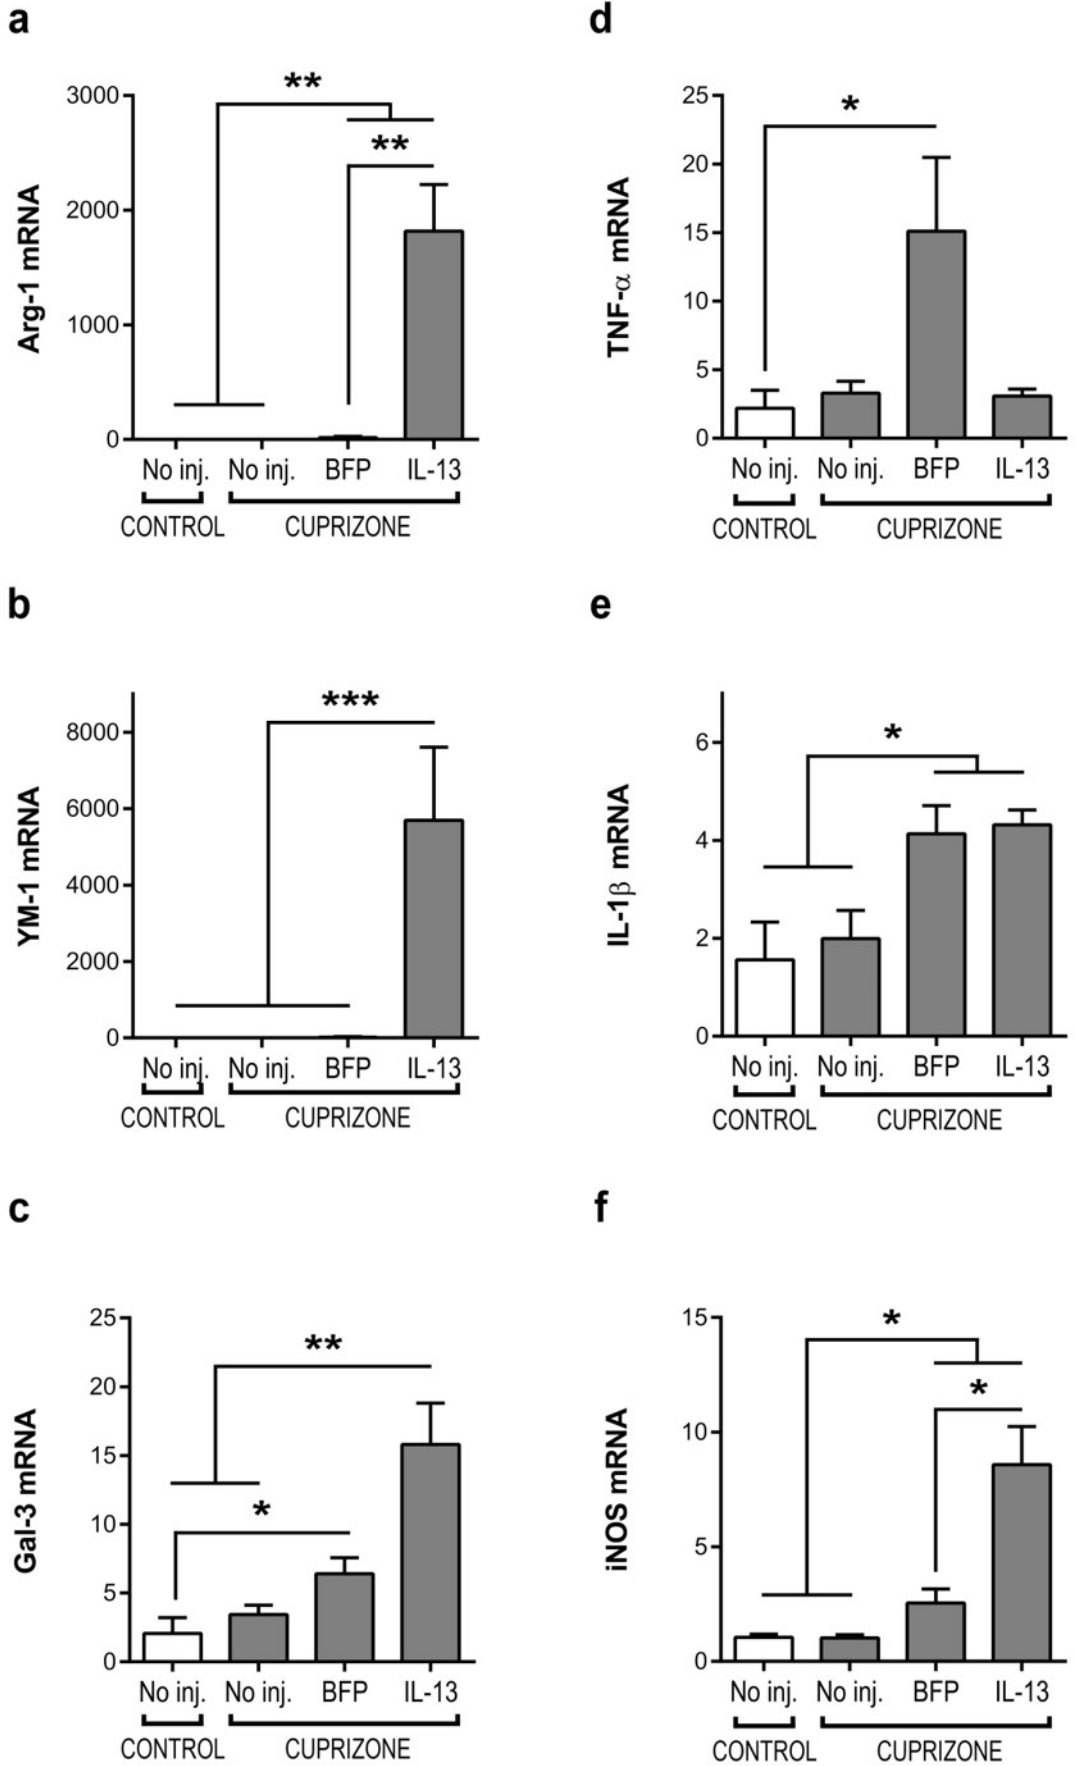 a
**
**
3000
2000
1000
0
Arg-1 mRNA
No inj. No inj. BFP IL-13
CONTROL CUPRIZONE
d
*
25
20
15
10
5
0
TNF-α mRNA
No inj. No inj. BFP IL-13
CONTROL CUPRIZONE
b
***
8000
6000
4000
2000
0
YM-1 mRNA
No inj. No inj. BFP IL-13
CONTROL CUPRIZONE
e
*
6
4
2
0
IL-1β mRNA
No inj. No inj. BFP IL-13
CONTROL CUPRIZONE
c
**
*
25
20
15
10
5
0
Gal-3 mRNA
No inj. No inj. BFP IL-13
CONTROL CUPRIZONE
f
*
*
15
10
5
0
iNOS mRNA
No inj. No inj. BFP IL-13
CONTROL CUPRIZONE